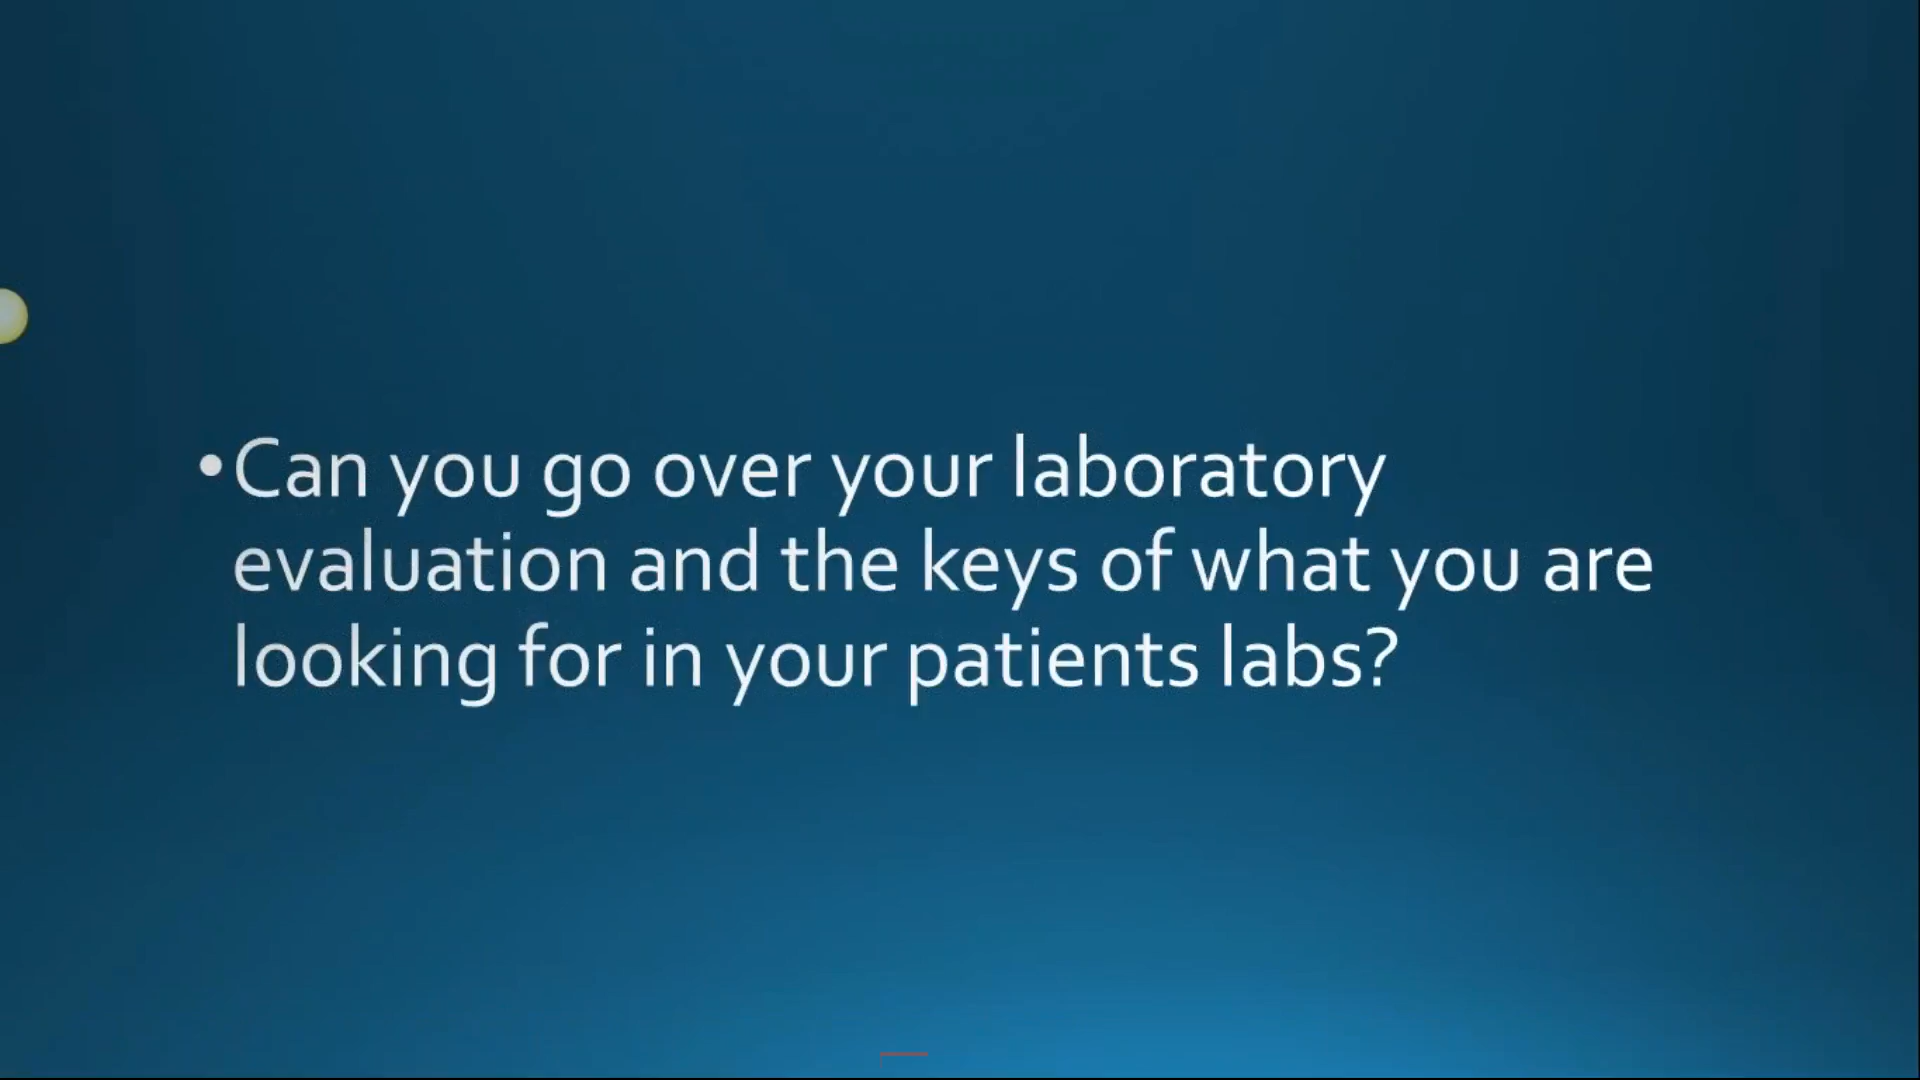 •Can you go over your laboratory
evaluation and the keys of what you are
looking for in your patients labs?